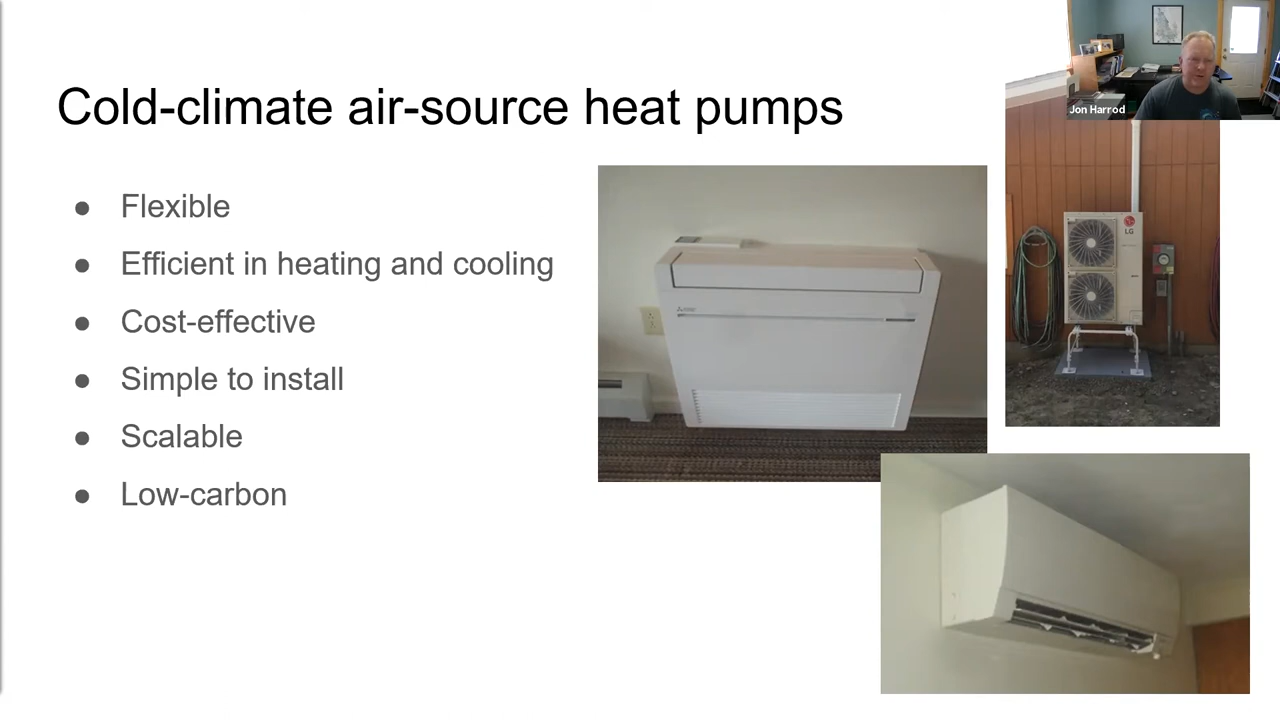 Cold-climate air-source heat pumps
● Flexible
● Efficient in heating and cooling
● Cost-effective
● Simple to install
● Scalable
● Low-carbon
Jon Harrod
LG